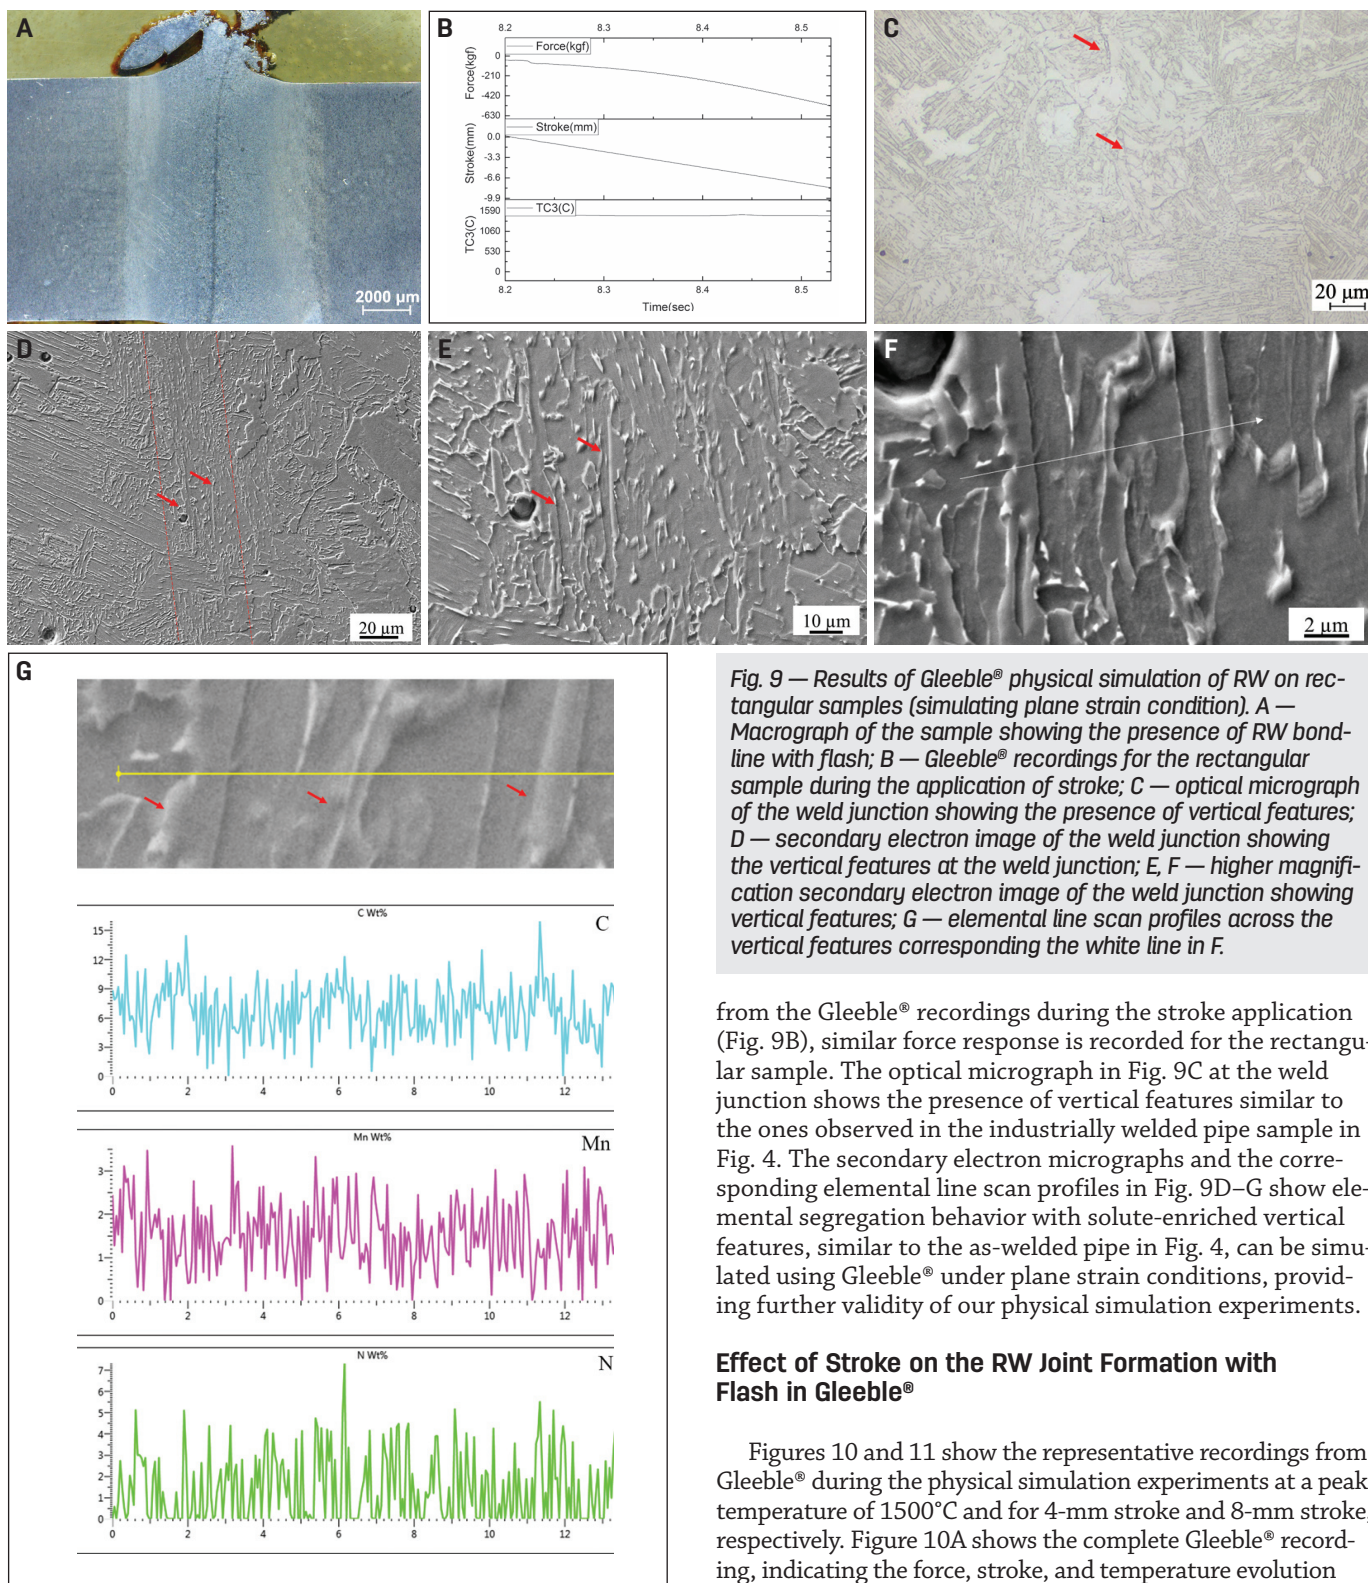 A
2000 µm
B
8.2 8.3 8.4 8.5
Force(kgf)
Force(kgf)
0
-210
-420
-630
Stroke(mm)
Stroke(mm)
0.0
-3.3
-6.6
-9.9
TC3(C)
TC3(C)
1590
1060
530
0
8.2 8.3 8.4 8.5
Time(sec)
C
20 µm
D
20 µm
E
10 µm
F
2 µm
G
C Wt%
C
15
12
9
6
3
0
0 2 4 6 8 10 12
Mn Wt%
Mn
3
2
1
0
0 2 4 6 8 10 12
N Wt%
N
7
6
5
4
3
2
1
0
0 2 4 6 8 10 12
Fig. 9 — Results of Gleeble® physical simulation of RW on rec-
tangular samples (simulating plane strain condition). A —
Macrograph of the sample showing the presence of RW bond-
line with flash; B — Gleeble® recordings for the rectangular
sample during the application of stroke; C — optical micrograph
of the weld junction showing the presence of vertical features;
D — secondary electron image of the weld junction showing
the vertical features at the weld junction; E, F — higher magnifi-
cation secondary electron image of the weld junction showing
vertical features; G — elemental line scan profiles across the
vertical features corresponding the white line in F.
from the Gleeble® recordings during the stroke application
(Fig. 9B), similar force response is recorded for the rectangu-
lar sample. The optical micrograph in Fig. 9C at the weld
junction shows the presence of vertical features similar to
the ones observed in the industrially welded pipe sample in
Fig. 4. The secondary electron micrographs and the corre-
sponding elemental line scan profiles in Fig. 9D–G show ele-
mental segregation behavior with solute-enriched vertical
features, similar to the as-welded pipe in Fig. 4, can be simu-
lated using Gleeble® under plane strain conditions, provid-
ing further validity of our physical simulation experiments.
Effect of Stroke on the RW Joint Formation with
Flash in Gleeble®
Figures 10 and 11 show the representative recordings from
Gleeble® during the physical simulation experiments at a peak
temperature of 1500°C and for 4-mm stroke and 8-mm stroke,
respectively. Figure 10A shows the complete Gleeble® record-
ing, indicating the force, stroke, and temperature evolution